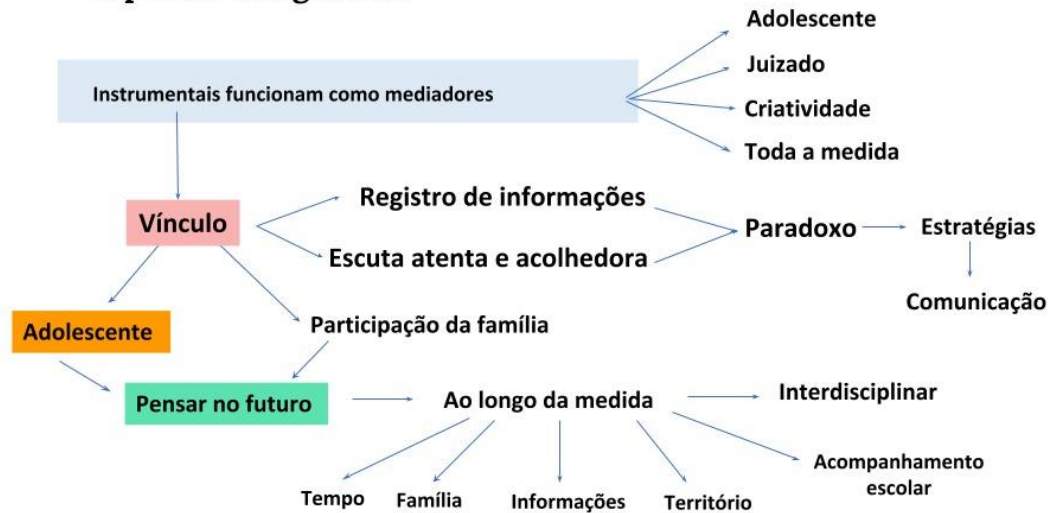 Adolescente
Juizado
Instrumentais funcionam como mediadores
Criatividade
Toda a medida
Registro de informações
Vínculo
Paradoxo
Estratégias
Escuta atenta e acolhedora
Comunicação
Adolescente
Participação da família
Pensar no futuro
Ao longo da medida
Interdisciplinar
Acompanhamento
escolar
Tempo
Família
Informações
Território